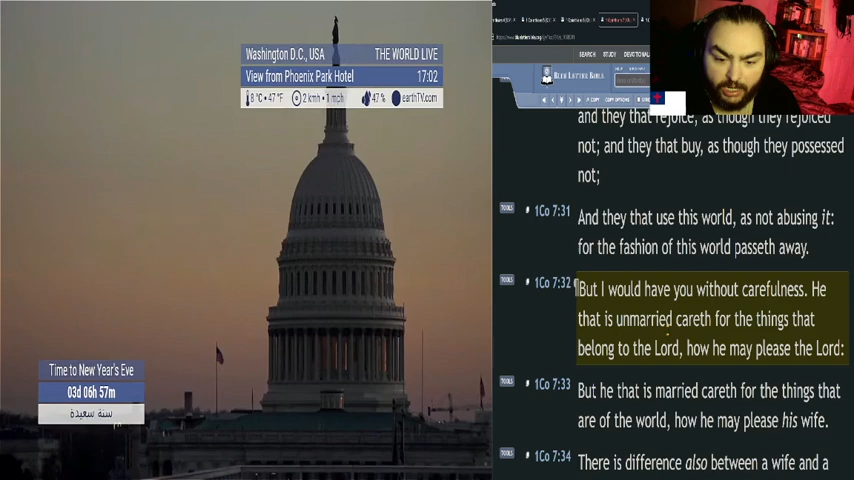 Washington D.C., USA THE WORLD LIVE
View from Phoenix Park Hotel 17:02
8 °C • 47 °F 2 kmh • 1 mph 47 % earthTV.com
Time to New Year's Eve
03d 06h 57m
سنة سعيدة
SEARCH STUDY DEVOTIONAL
BLUE LETTER BIBLE
COPY COPY OPTIONS
and they that rejoice, as though they rejoiced
not; and they that buy, as though they possessed
not;
TOOLS 1Co 7:31 And they that use this world, as not abusing it:
for the fashion of this world passeth away.
TOOLS 1Co 7:32 ¶But I would have you without carefulness. He
that is unmarried careth for the things that
belong to the Lord, how he may please the Lord:
TOOLS 1Co 7:33 But he that is married careth for the things that
are of the world, how he may please his wife.
TOOLS 1Co 7:34 There is difference also between a wife and a